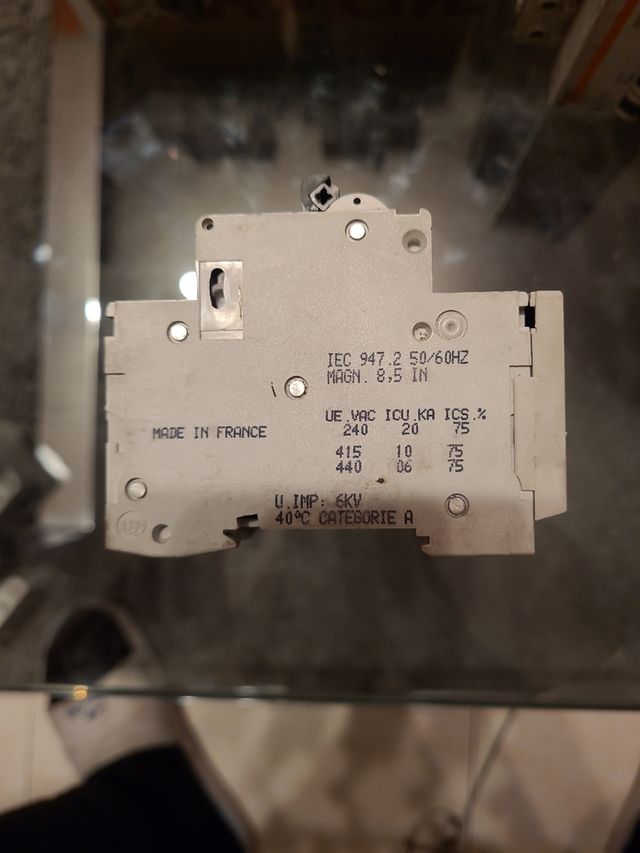 IEC 947.2 50/60HZ
MAGN. 8,5 IN
UE.VAC ICU.KA ICS.%
240 20 75
MADE IN FRANCE
415 10 75
440 06 75
U.IMP: 6KV
40°C CATEGORIE A